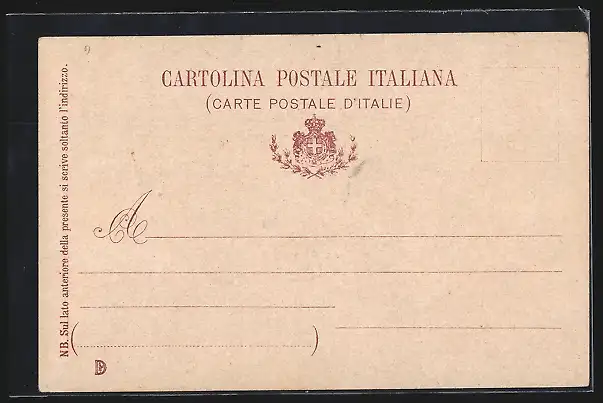 CARTOLINA POSTALE ITALIANA
(CARTE POSTALE D'ITALIE)
A
NB. Sul lato anteriore della presente si scrive soltanto l'indirizzo.